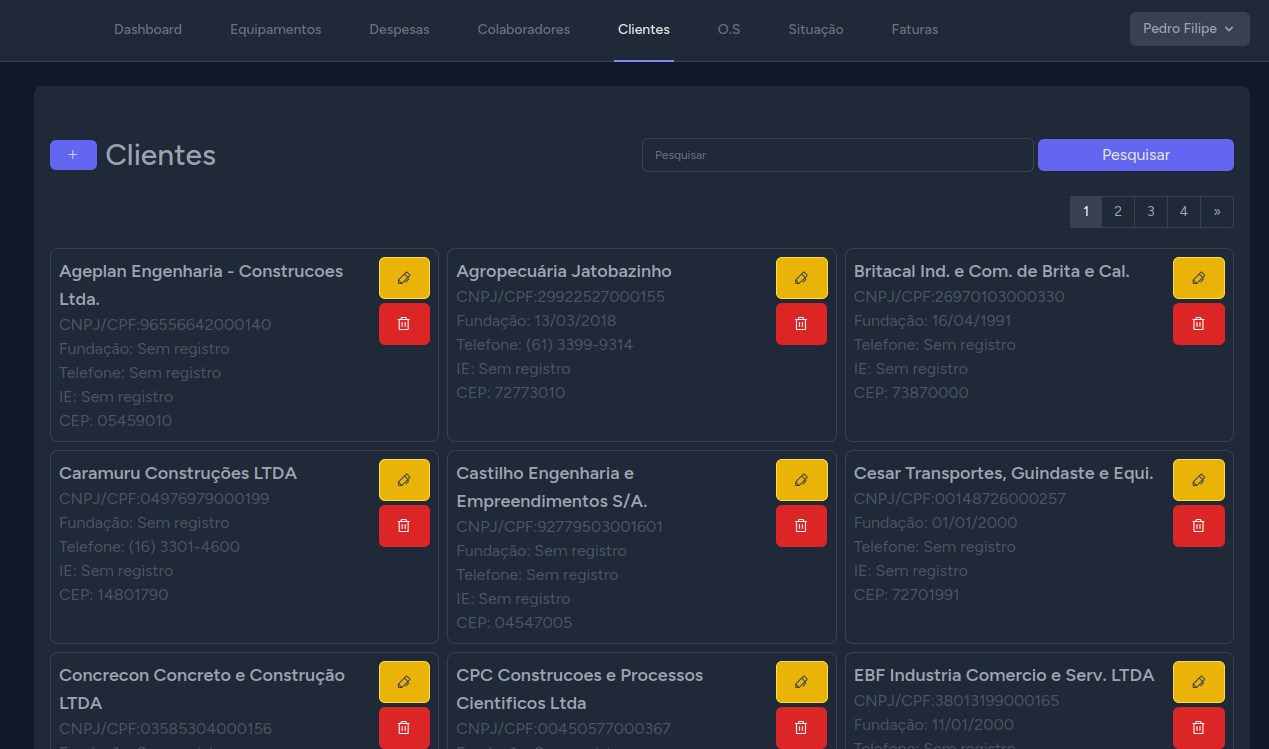 Dashboard Equipamentos Despesas Colaboradores Clientes O.S Situação Faturas Pedro Filipe
+ Clientes Pesquisar Pesquisar
1 2 3 4 »
Ageplan Engenharia - Construcoes
Ltda.
CNPJ/CPF:96556642000140
Fundação: Sem registro
Telefone: Sem registro
IE: Sem registro
CEP: 05459010
Agropecuária Jatobazinho
CNPJ/CPF:29922527000155
Fundação: 13/03/2018
Telefone: (61) 3399-9314
IE: Sem registro
CEP: 72773010
Britacal Ind. e Com. de Brita e Cal.
CNPJ/CPF:26970103000330
Fundação: 16/04/1991
Telefone: Sem registro
IE: Sem registro
CEP: 73870000
Caramuru Construções LTDA
CNPJ/CPF:04976979000199
Fundação: Sem registro
Telefone: (16) 3301-4600
IE: Sem registro
CEP: 14801790
Castilho Engenharia e
Empreendimentos S/A.
CNPJ/CPF:92779503001601
Fundação: Sem registro
Telefone: Sem registro
IE: Sem registro
CEP: 04547005
Cesar Transportes, Guindaste e Equi.
CNPJ/CPF:00148726000257
Fundação: 01/01/2000
Telefone: Sem registro
IE: Sem registro
CEP: 72701991
Concrecon Concreto e Construção
LTDA
CNPJ/CPF:03585304000156
CPC Construcoes e Processos
Cientificos Ltda
CNPJ/CPF:00450577000367
EBF Industria Comercio e Serv. LTDA
CNPJ/CPF:38013199000165
Fundação: 11/01/2000
Telefone: Sem registro